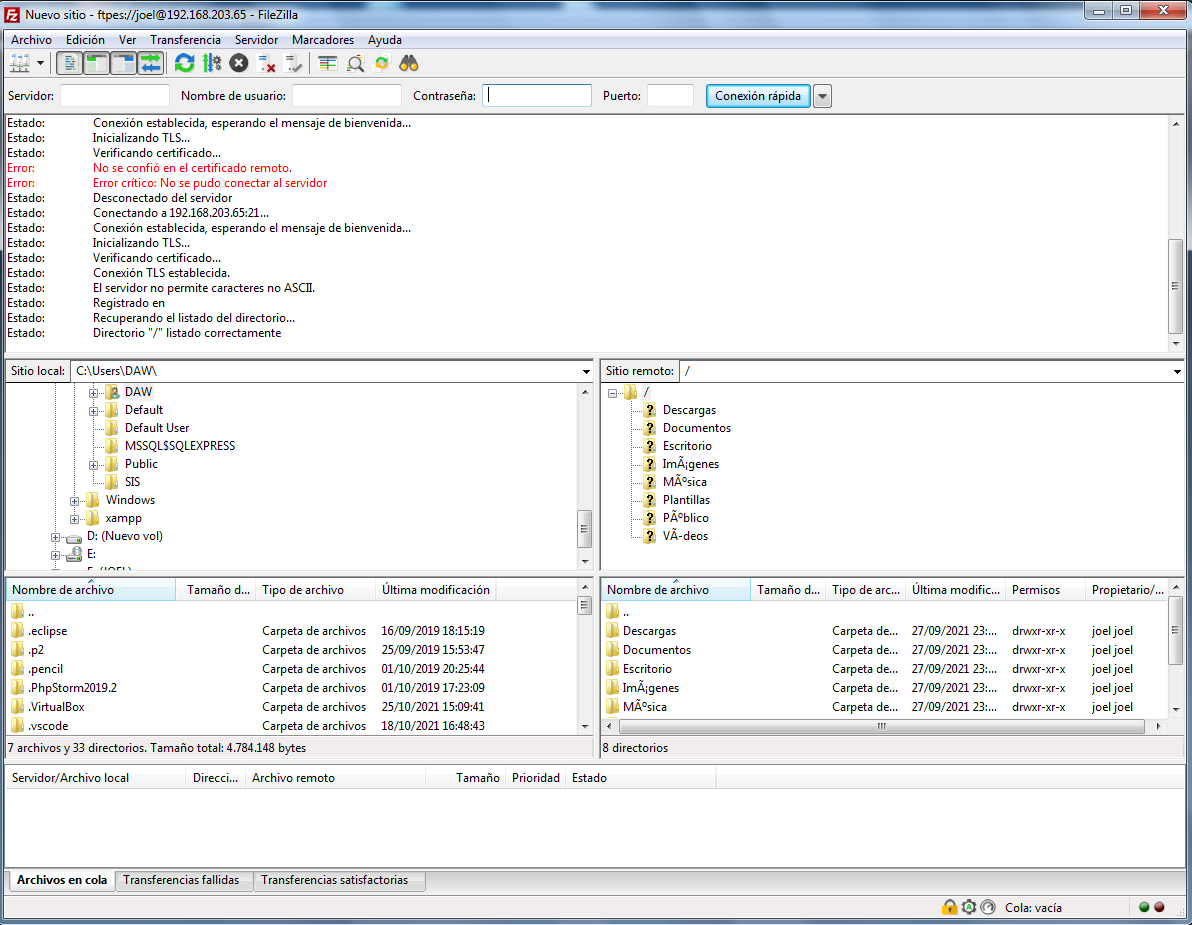 Nuevo sitio - ftpes://joel@192.168.203.65 - FileZilla
Archivo Edición Ver Transferencia Servidor Marcadores Ayuda
Servidor: Nombre de usuario: Contraseña: Puerto: Conexión rápida
Estado: Conexión establecida, esperando el mensaje de bienvenida...
Estado: Inicializando TLS...
Estado: Verificando certificado...
Error: No se confió en el certificado remoto.
Error: Error crítico: No se pudo conectar al servidor
Estado: Desconectado del servidor
Estado: Conectando a 192.168.203.65:21...
Estado: Conexión establecida, esperando el mensaje de bienvenida...
Estado: Inicializando TLS...
Estado: Verificando certificado...
Estado: Conexión TLS establecida.
Estado: El servidor no permite caracteres no ASCII.
Estado: Registrado en
Estado: Recuperando el listado del directorio...
Estado: Directorio "/" listado correctamente
Sitio local: C:\Users\DAW\
DAW
Default
Default User
MSSQL$SQLEXPRESS
Public
SIS
Windows
xampp
D: (Nuevo vol)
E:
Sitio remoto: /
/
Descargas
Documentos
Escritorio
ImÃ¡genes
MÃºsica
Plantillas
PÃºblico
VÃ-deos
Nombre de archivo Tamaño d... Tipo de archivo Última modificación
..
.eclipse Carpeta de archivos 16/09/2019 18:15:19
.p2 Carpeta de archivos 25/09/2019 15:53:47
.pencil Carpeta de archivos 01/10/2019 20:25:44
.PhpStorm2019.2 Carpeta de archivos 01/10/2019 17:23:09
.VirtualBox Carpeta de archivos 25/10/2021 15:09:41
.vscode Carpeta de archivos 18/10/2021 16:48:43
7 archivos y 33 directorios. Tamaño total: 4.784.148 bytes
Nombre de archivo Tamaño d... Tipo de arc... Última modific... Permisos Propietario/...
..
Descargas Carpeta de... 27/09/2021 23:... drwxr-xr-x joel joel
Documentos Carpeta de... 27/09/2021 23:... drwxr-xr-x joel joel
Escritorio Carpeta de... 27/09/2021 23:... drwxr-xr-x joel joel
ImÃ¡genes Carpeta de... 27/09/2021 23:... drwxr-xr-x joel joel
MÃºsica Carpeta de... 27/09/2021 23:... drwxr-xr-x joel joel
8 directorios
Servidor/Archivo local Direcci... Archivo remoto Tamaño Prioridad Estado
Archivos en cola Transferencias fallidas Transferencias satisfactorias
Cola: vacía